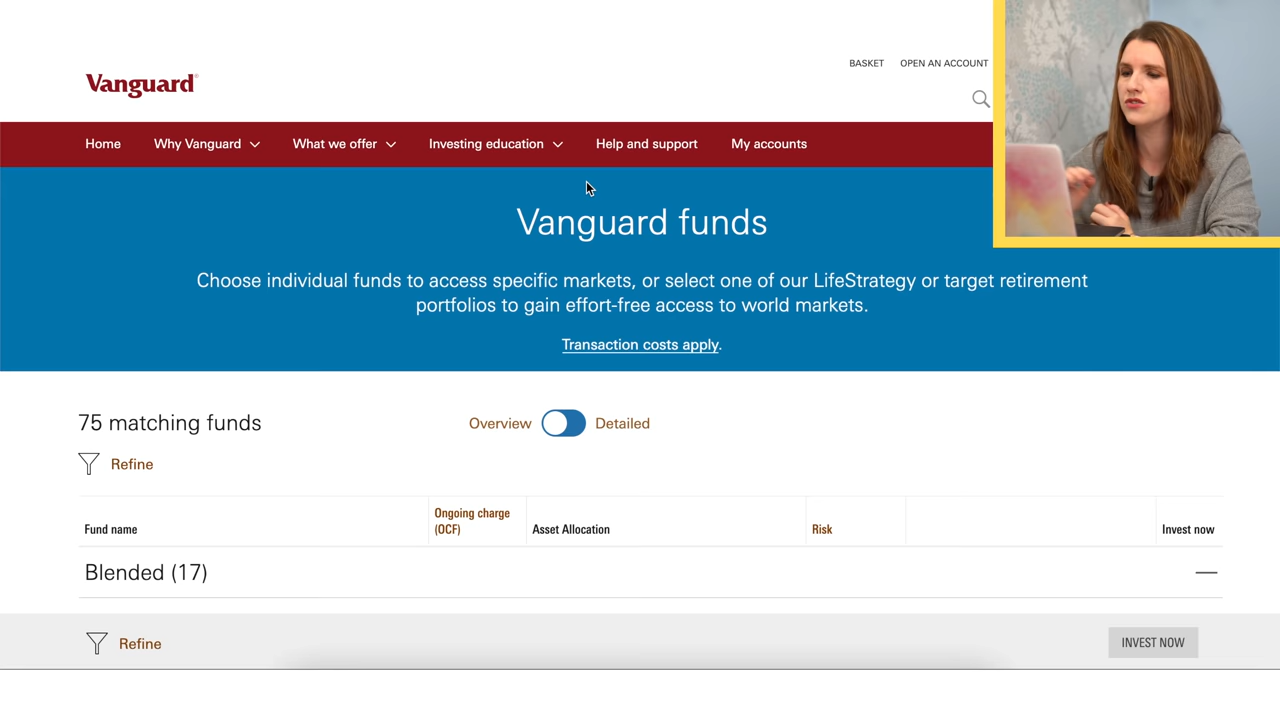 BASKET
OPEN AN ACCOUNT
Vanguard®
Home
Why Vanguard
What we offer
Investing education
Help and support
My accounts
Vanguard funds
Choose individual funds to access specific markets, or select one of our LifeStrategy or target retirement
portfolios to gain effort-free access to world markets.
Transaction costs apply.
75 matching funds
Overview
Detailed
Refine
Fund name
Ongoing charge
(OCF)
Asset Allocation
Risk
Invest now
Blended (17)
Refine
INVEST NOW